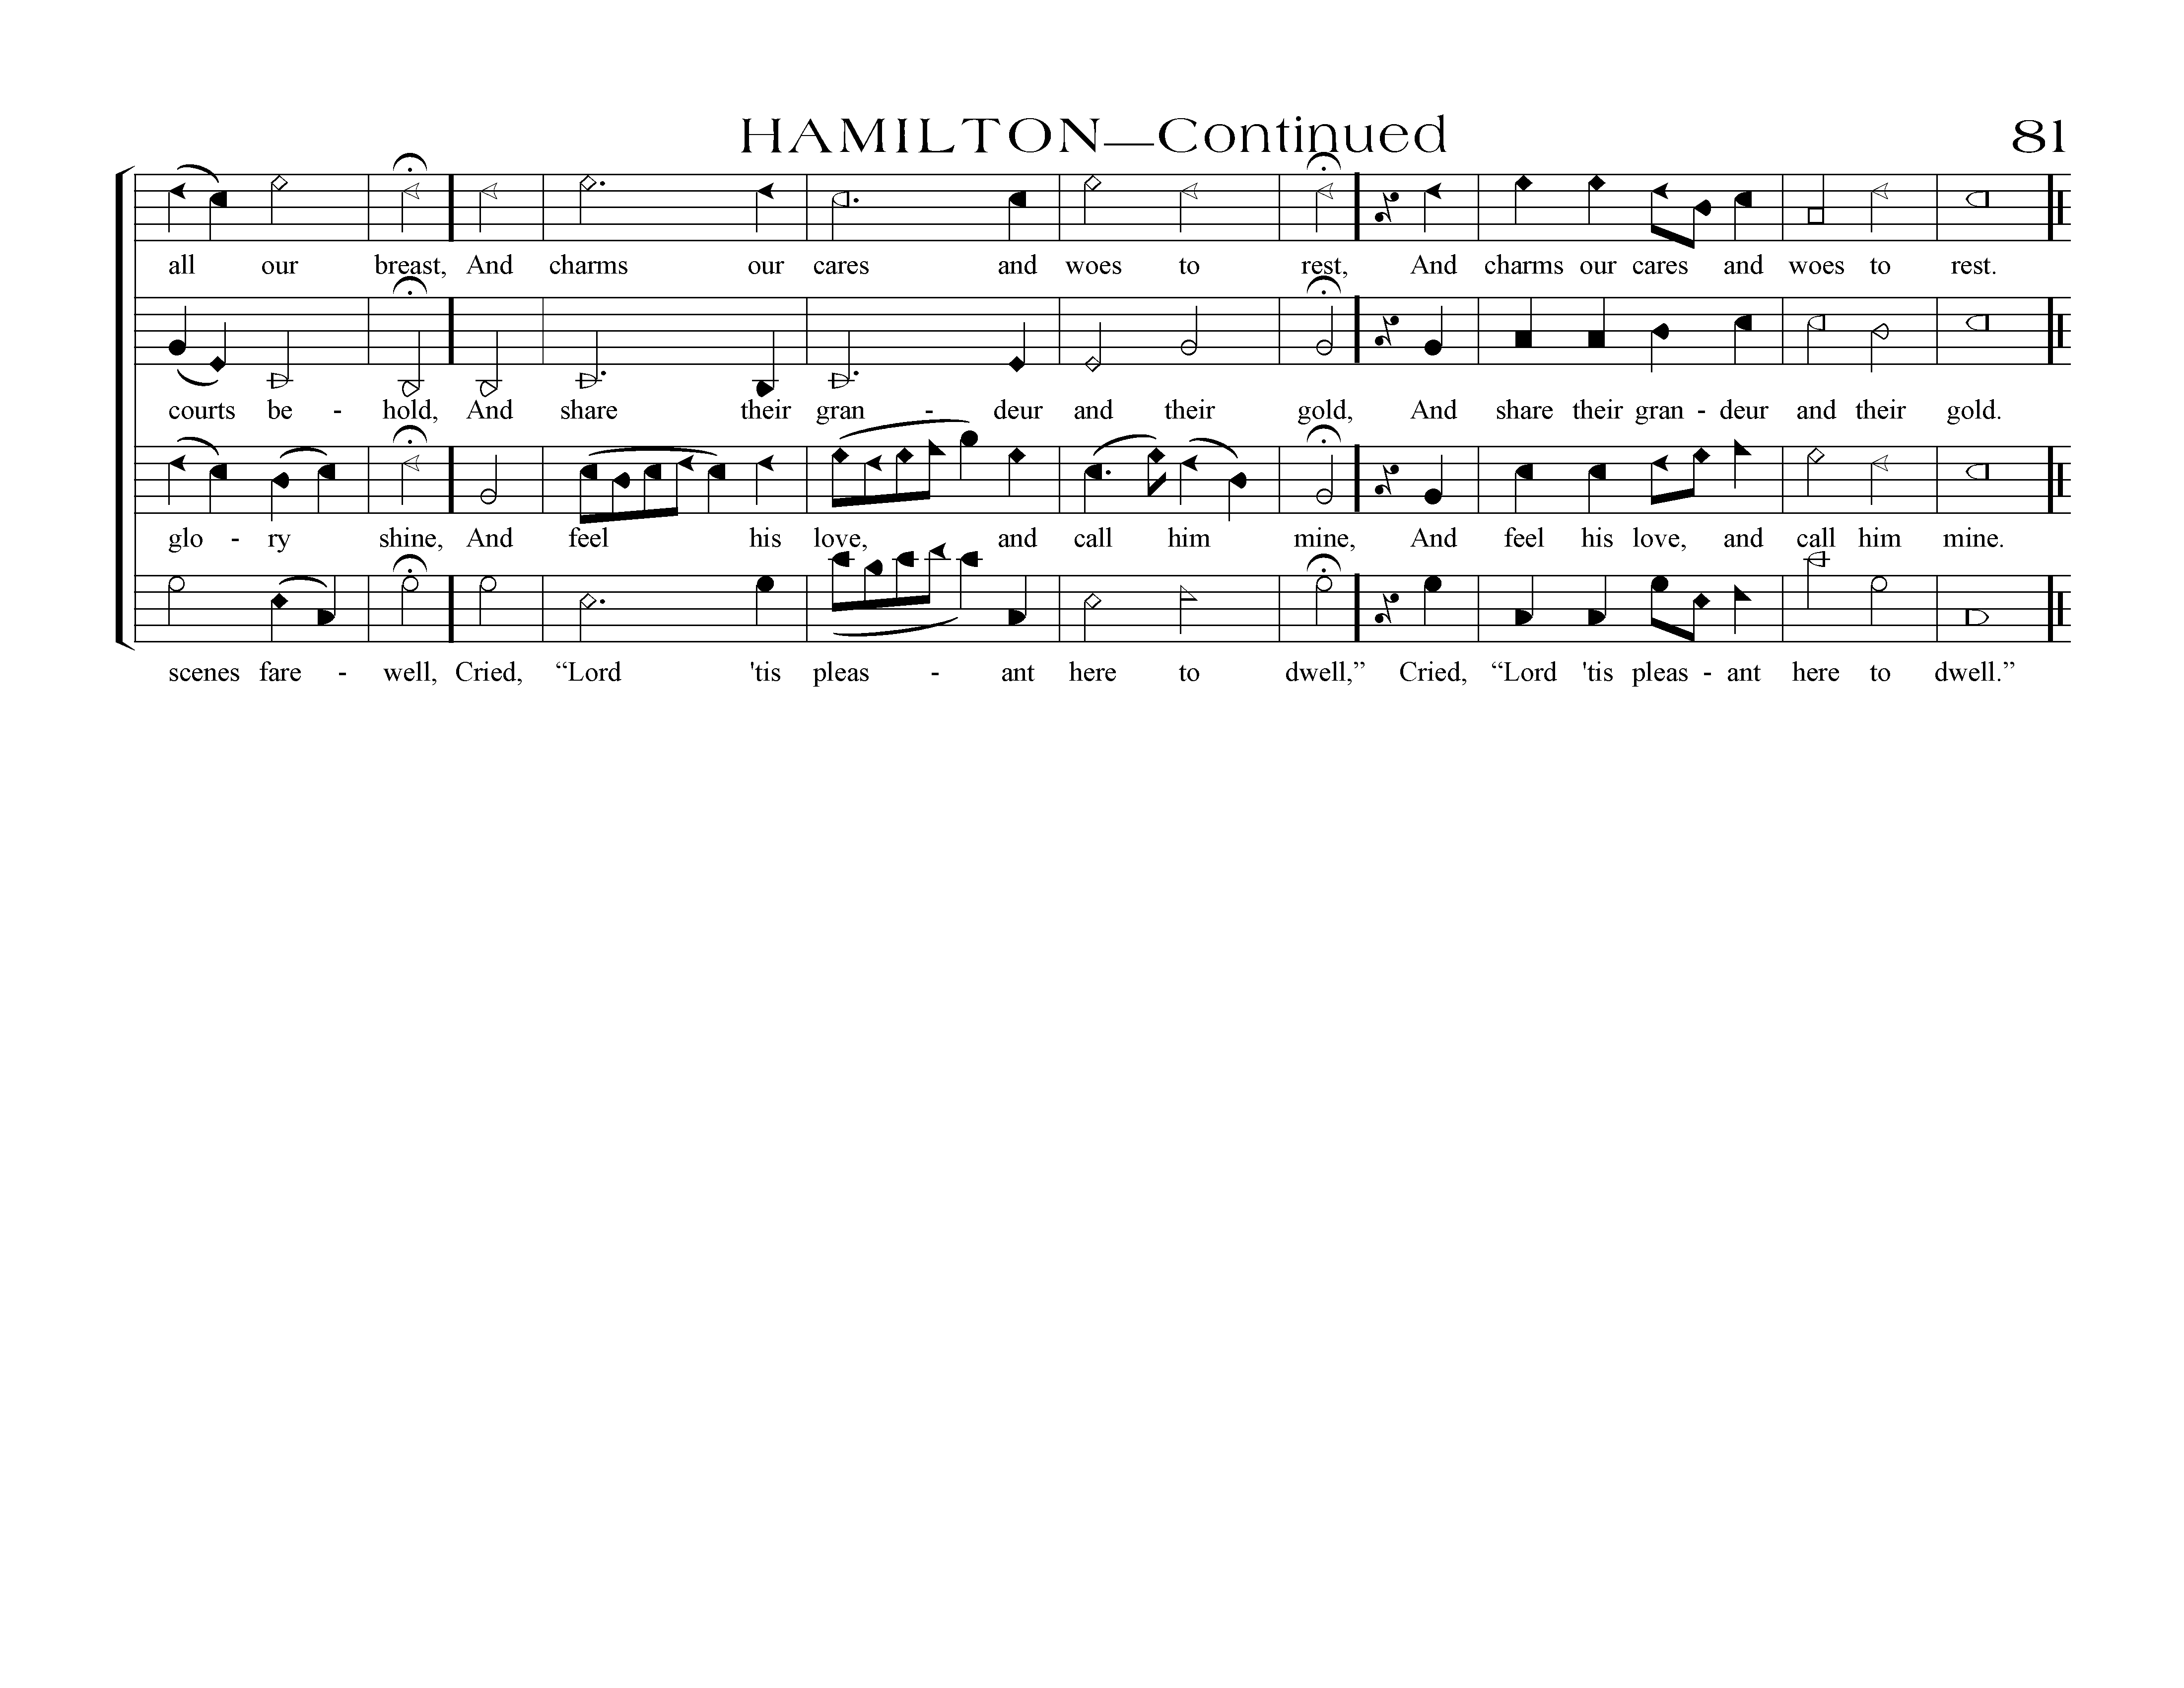 HAMILTON—Continued 81
all our breast, And charms our cares and woes to rest, And charms our cares and woes to rest.
courts be - hold, And share their gran - deur and their gold, And share their gran - deur and their gold.
glo - ry shine, And feel his love, and call him mine, And feel his love, and call him mine.
scenes fare - well, Cried, “Lord 'tis pleas - ant here to dwell,” Cried, “Lord 'tis pleas - ant here to dwell.”